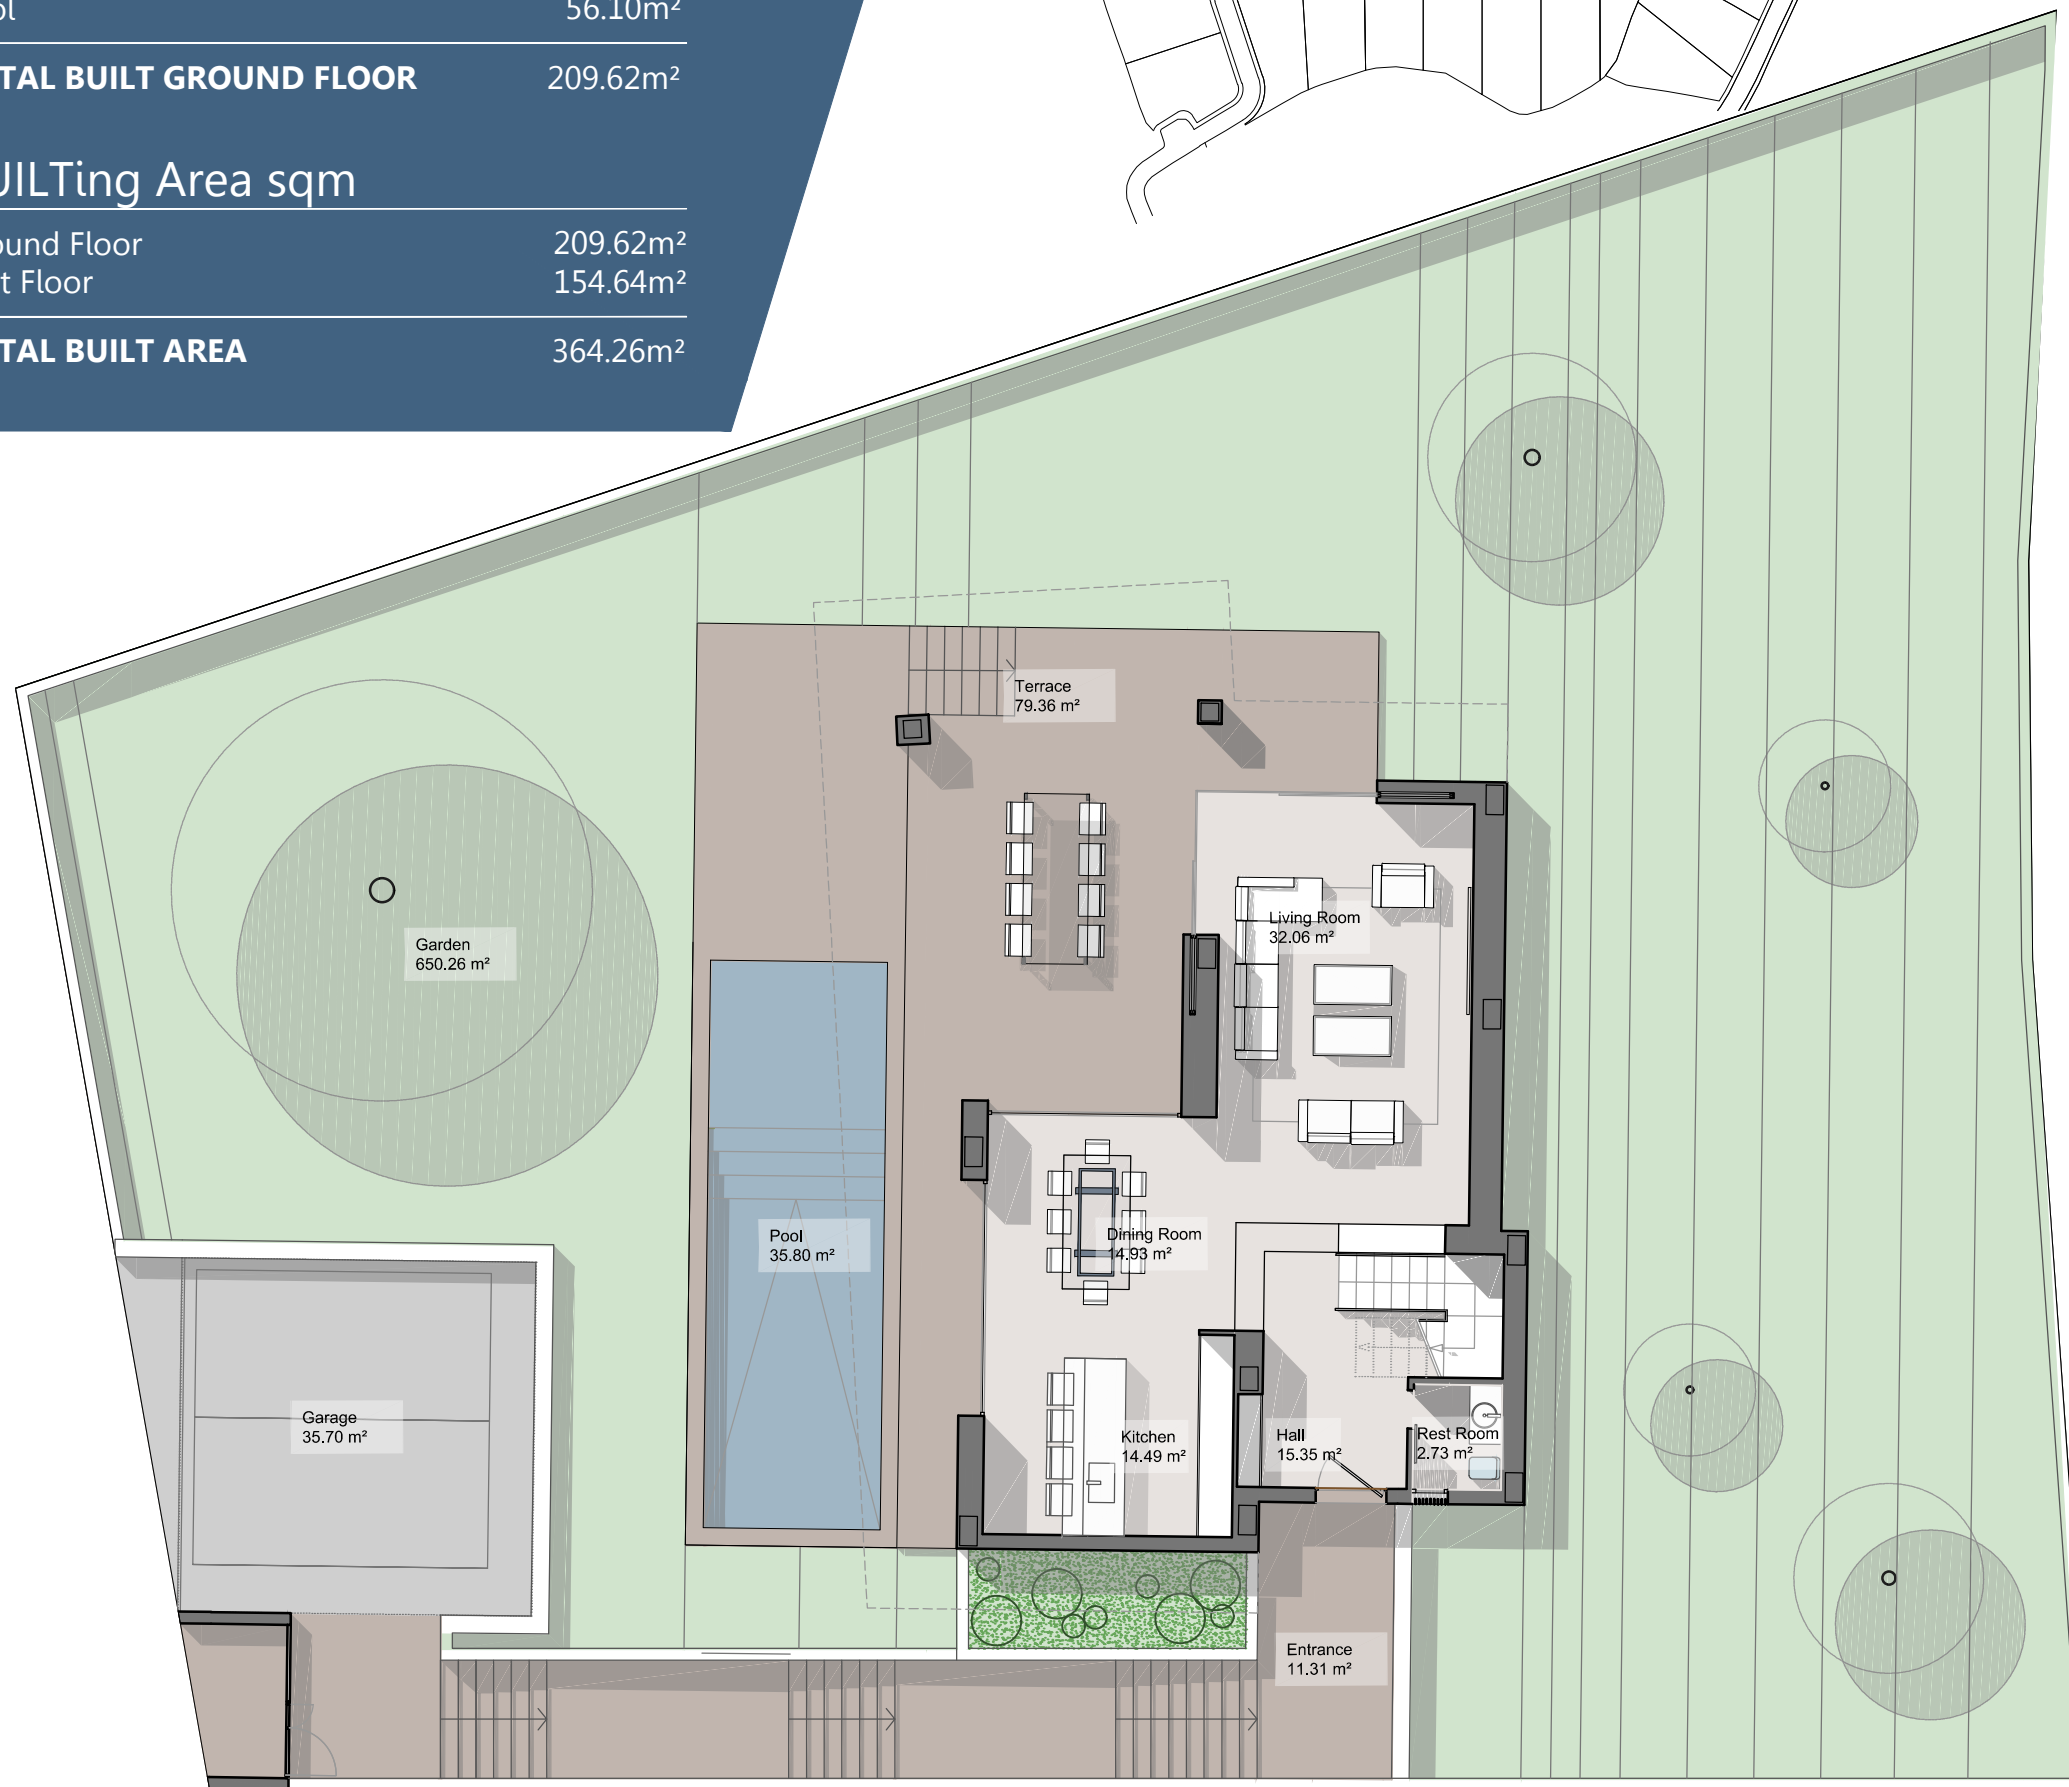 ol 56.10m²
TAL BUILT GROUND FLOOR 209.62m²
UILTing Area sqm
ound Floor 209.62m²
t Floor 154.64m²
TAL BUILT AREA 364.26m²
Terrace
79.36 m²
Living Room
32.06 m²
Garden
650.26 m²
Pool
35.80 m²
Dining Room
14.93 m²
Garage
35.70 m²
Kitchen
14.49 m²
Hall
15.35 m²
Rest Room
2.73 m²
Entrance
11.31 m²